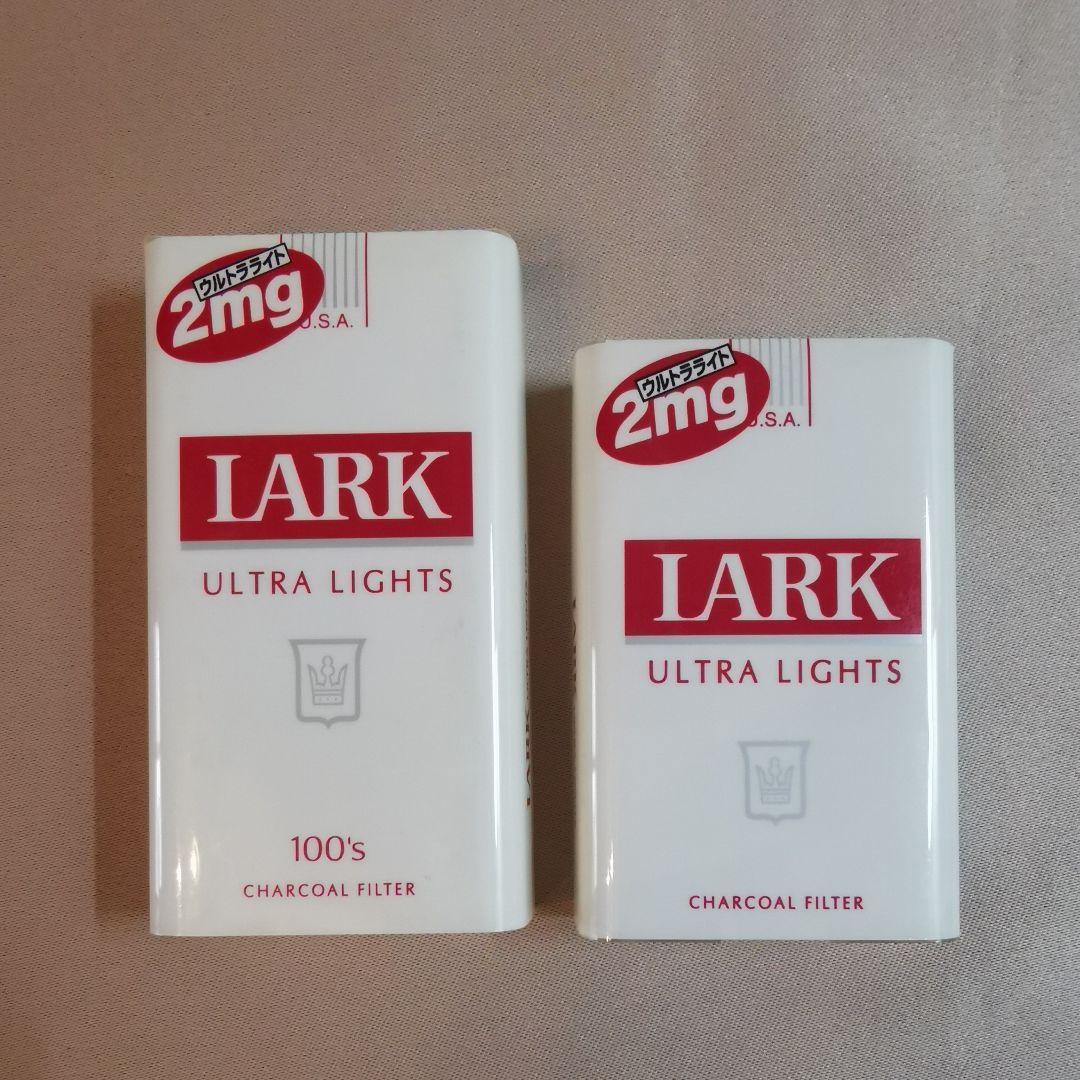 ウルトラライト
2mg
U.S.A.
LARK
ULTRA LIGHTS
100's
CHARCOAL FILTER
ウルトラライト
2mg
U.S.A.
LARK
ULTRA LIGHTS
CHARCOAL FILTER